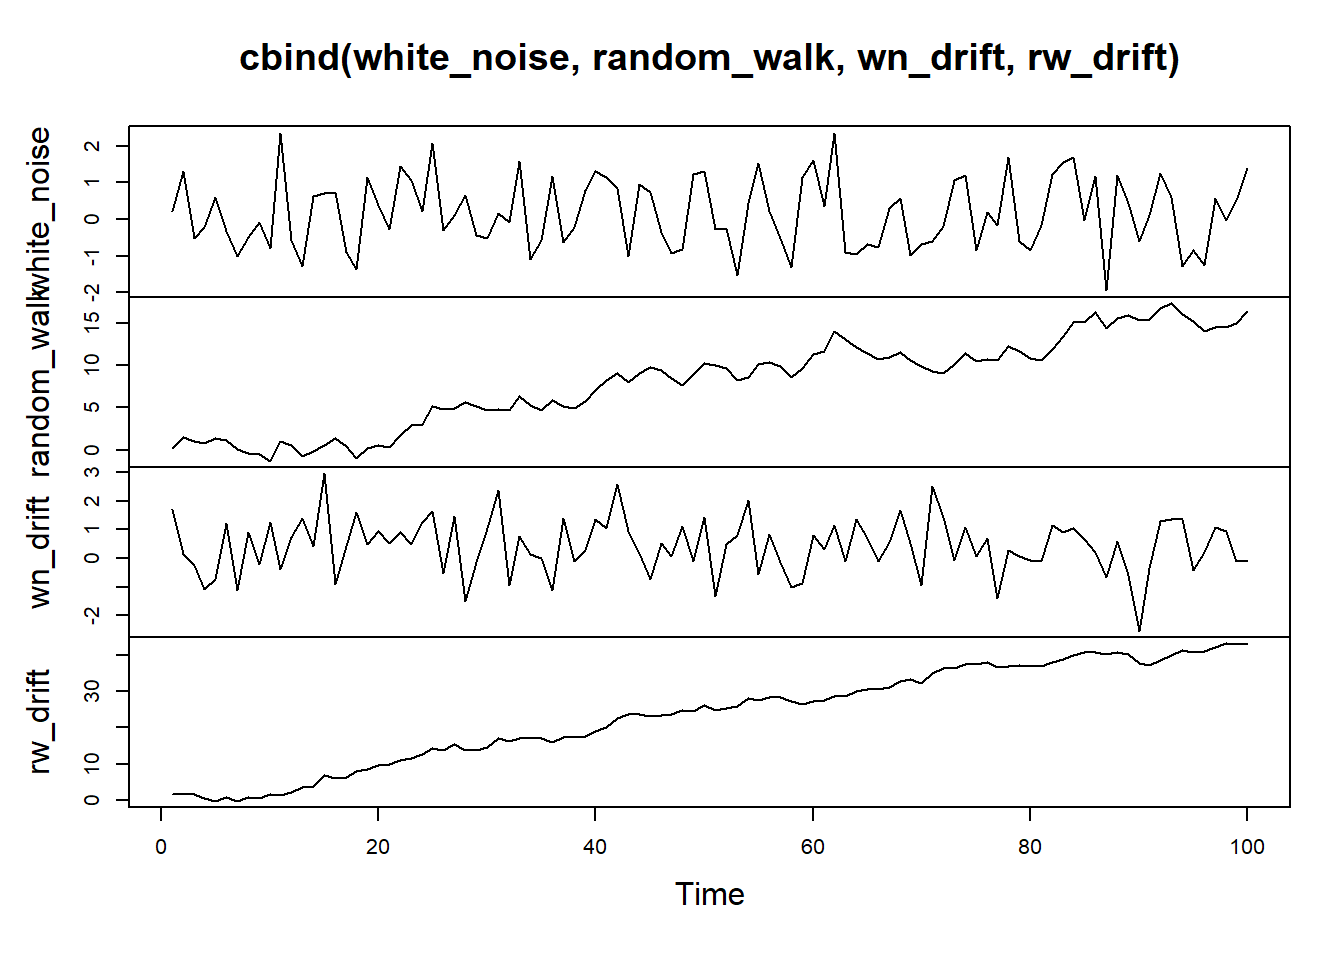 cbind(white_noise, random_walk, wn_drift, rw_drift)
white_noise
2
1
0
-1
-2
random_walk
15
10
5
0
wn_drift
3
2
1
0
-2
rw_drift
30
10
0
0 20 40 60 80 100
Time